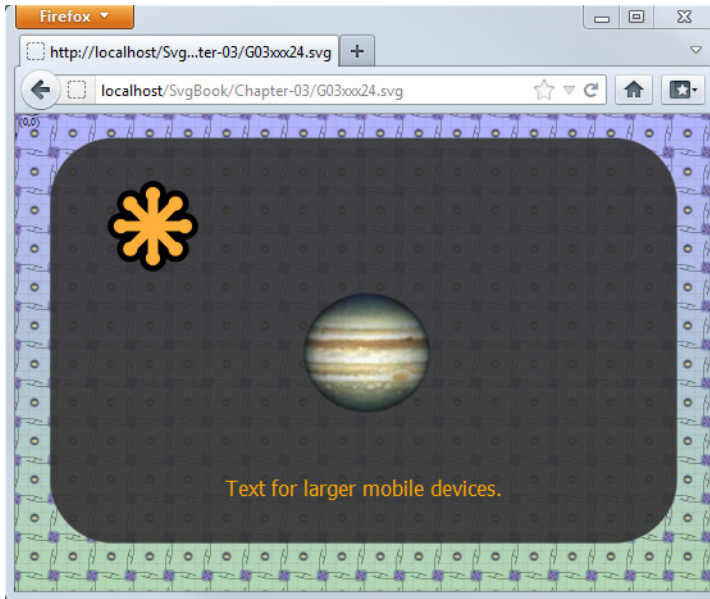 Firefox
http://localhost/Svg...ter-03/G03xxx24.svg
localhost/SvgBook/Chapter-03/G03xxx24.svg
(0,0)
Text for larger mobile devices.